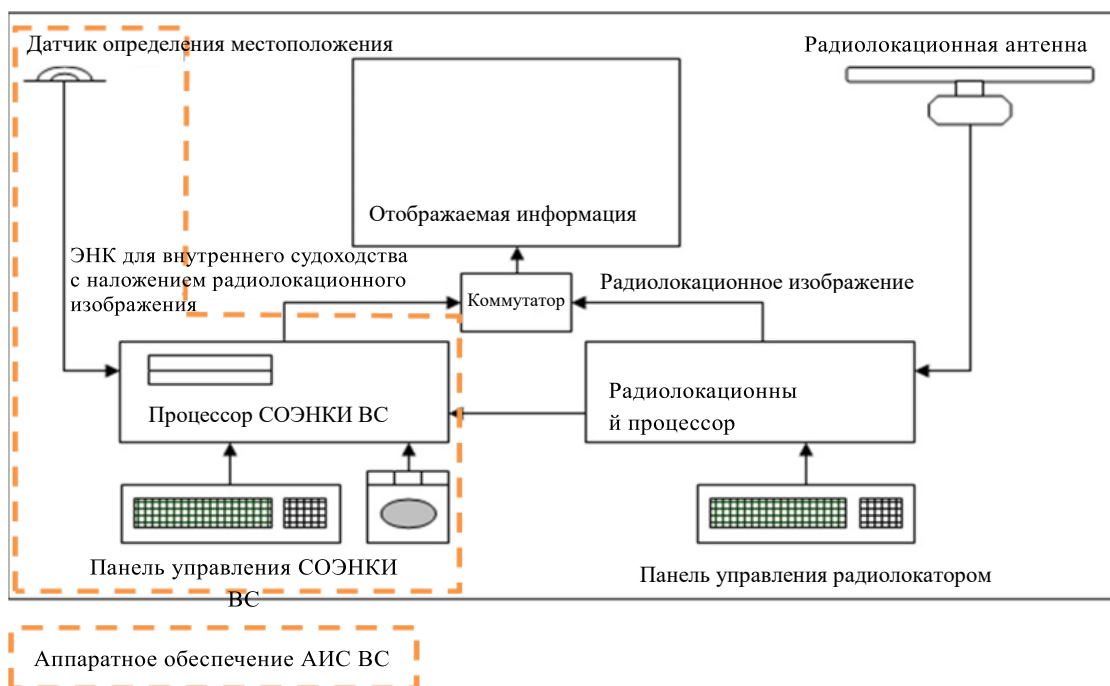 Датчик определения местоположения
Радиолокационная антенна
Отображаемая информация
ЭНК для внутреннего судоходства
с наложением радиолокационного
изображения
Коммутатор
Радиолокационное изображение
Процессор СОЭНКИ ВС
Радиолокационны
й процессор
Панель управления СОЭНКИ
ВС
Панель управления радиолокатором
Аппаратное обеспечение АИС ВС